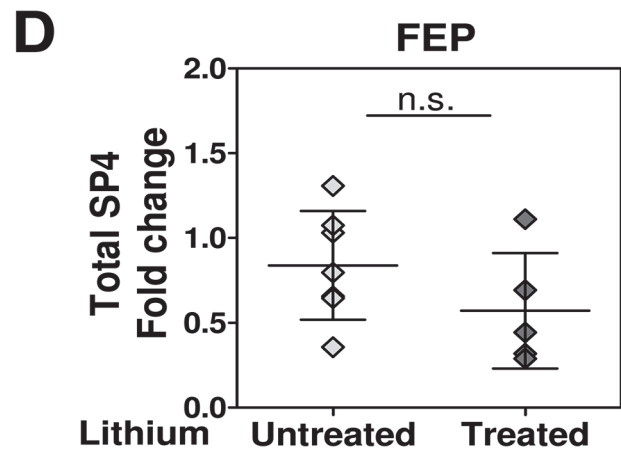 D
FEP
n.s.
Total SP4
Fold change
2.0
1.5
1.0
0.5
0.0
Lithium Untreated Treated